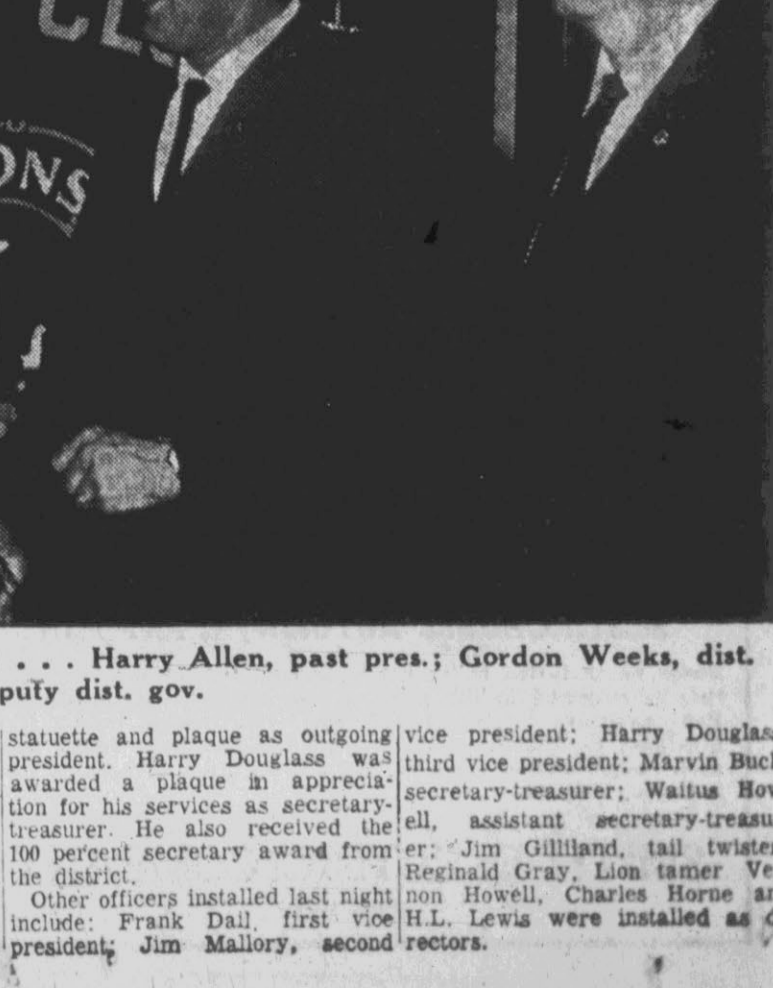 CL
ONS
. . . Harry Allen, past pres.; Gordon Weeks, dist.
puty dist. gov.
statuette and plaque as outgoing
president. Harry Douglass was
awarded a plaque in apprecia-
tion for his services as secretary-
treasurer. He also received the
100 percent secretary award from
the district.
Other officers installed last night
include: Frank Dail, first vice
president; Jim Mallory, second
vice president; Harry Douglas
third vice president; Marvin Buc
secretary-treasurer; Waitus How
ell, assistant secretary-treasu
er; Jim Gilliland, tail twiste
Reginald Gray, Lion tamer Ve
non Howell, Charles Horne a
H.L. Lewis were installed as
rectors.